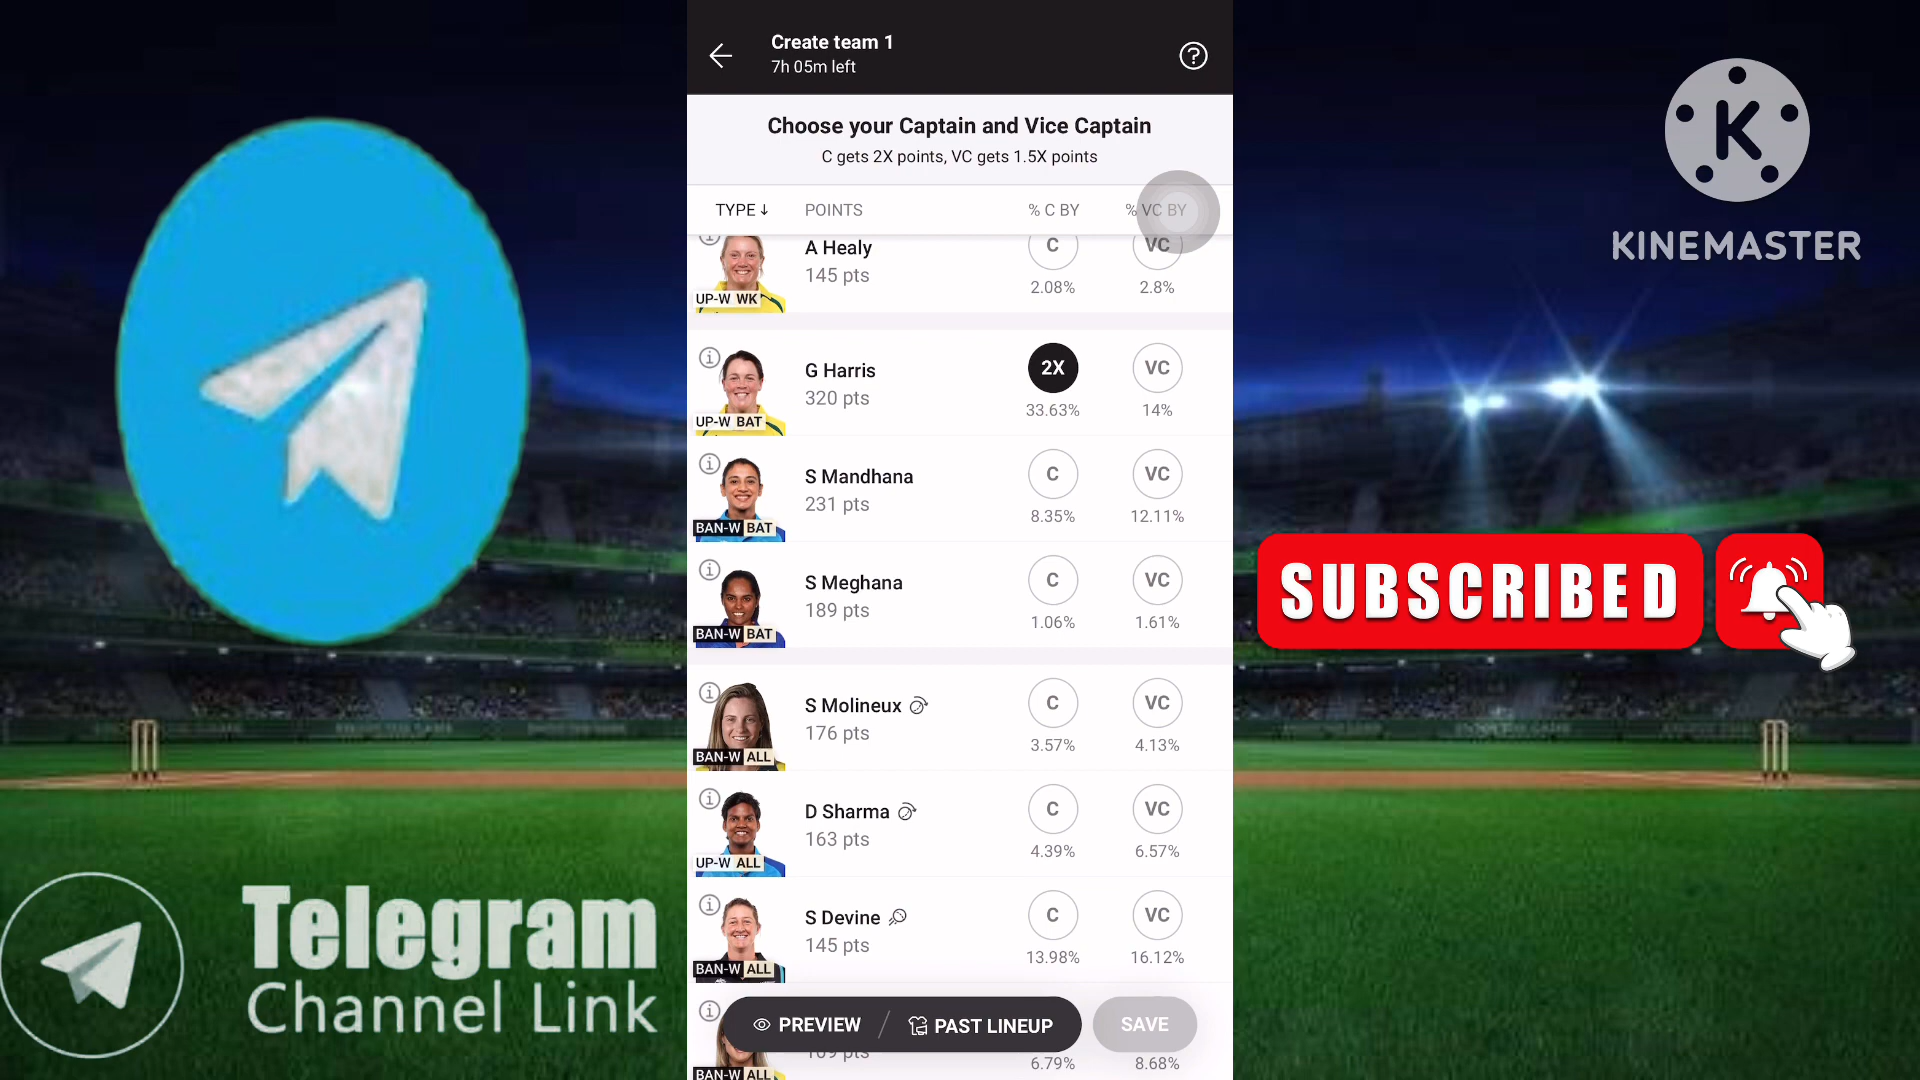 Create team 1
7h 05m left
Choose your Captain and Vice Captain
C gets 2X points, VC gets 1.5X points
TYPE↓ POINTS % C BY % VC BY
A Healy C VC
145 pts
UP-W WK 2.08% 2.8%
G Harris 2X VC
320 pts
UP-W BAT 33.63% 14%
S Mandhana C VC
231 pts
BAN-W BAT 8.35% 12.11%
S Meghana C VC
189 pts
BAN-W BAT 1.06% 1.61%
S Molineux C VC
176 pts
BAN-W ALL 3.57% 4.13%
D Sharma C VC
163 pts
UP-W ALL 4.39% 6.57%
S Devine C VC
145 pts
BAN-W ALL 13.98% 16.12%
PREVIEW / PAST LINEUP SAVE
pts 6.79% 8.68%
BAN-W ALL
K
KINEMASTER
SUBSCRIBED
Telegram
Channel Link